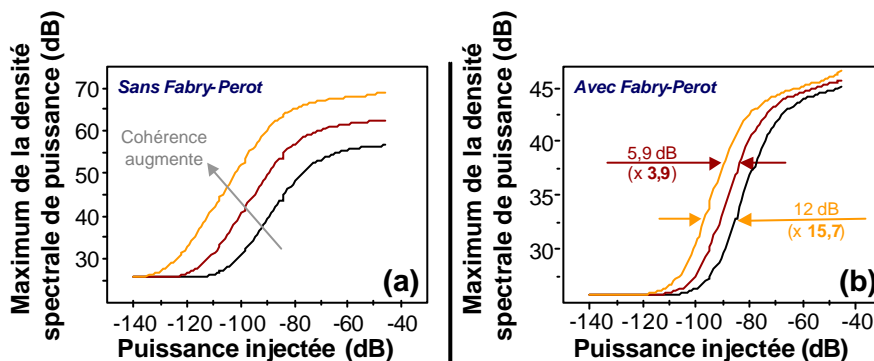 Maximum de la densité
spectrale de puissance (dB)
70
60
50
40
30
Sans Fabry-Perot
Cohérence
augmente
(a)
-140 -120 -100 -80 -60 -40
Puissance injectée (dB)
Maximum de la densité
spectrale de puissance (dB)
45
40
35
30
Avec Fabry-Perot
5,9 dB
(x 3,9)
12 dB
(x 15,7)
(b)
-140 -120 -100 -80 -60 -40
Puissance injectée (dB)